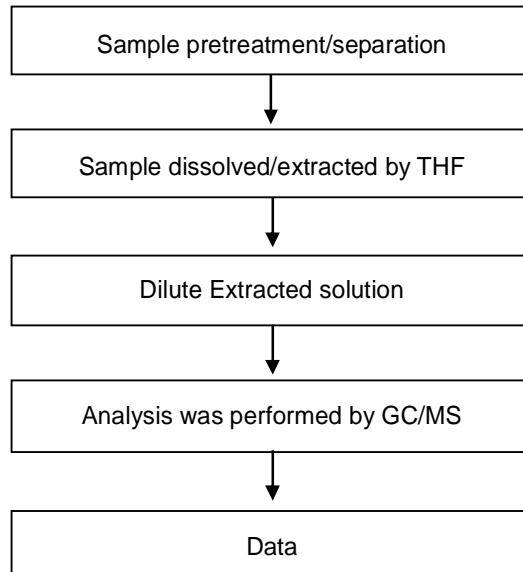 Sample pretreatment/separation
Sample dissolved/extracted by THF
Dilute Extracted solution
Analysis was performed by GC/MS
Data